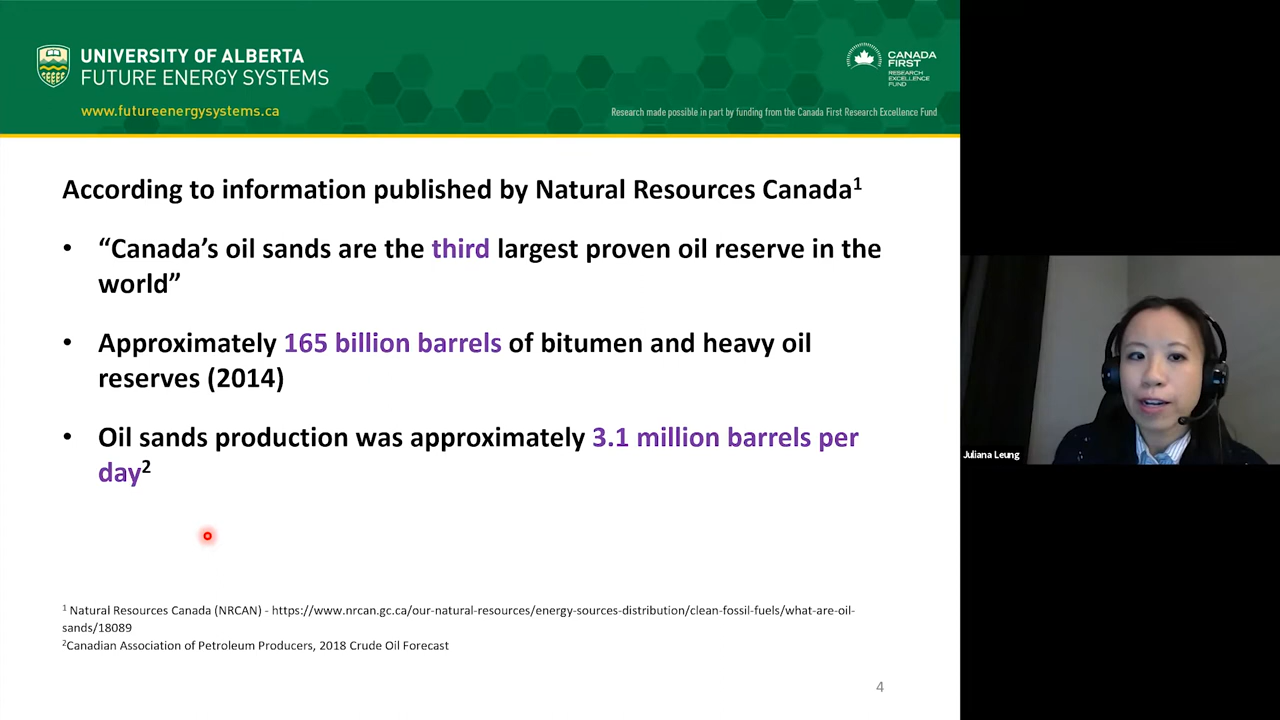 UNIVERSITY OF ALBERTA
FUTURE ENERGY SYSTEMS
www.futureenergysystems.ca
CANADA
FIRST
RESEARCH
EXCELLENCE
FUND
Research made possible in part by funding from the Canada First Research Excellence Fund
According to information published by Natural Resources Canada¹
• “Canada’s oil sands are the third largest proven oil reserve in the
world”
• Approximately 165 billion barrels of bitumen and heavy oil
reserves (2014)
• Oil sands production was approximately 3.1 million barrels per
day²
Juliana Leung
¹ Natural Resources Canada (NRCAN) - https://www.nrcan.gc.ca/our-natural-resources/energy-sources-distribution/clean-fossil-fuels/what-are-oil-
sands/18089
²Canadian Association of Petroleum Producers, 2018 Crude Oil Forecast
4